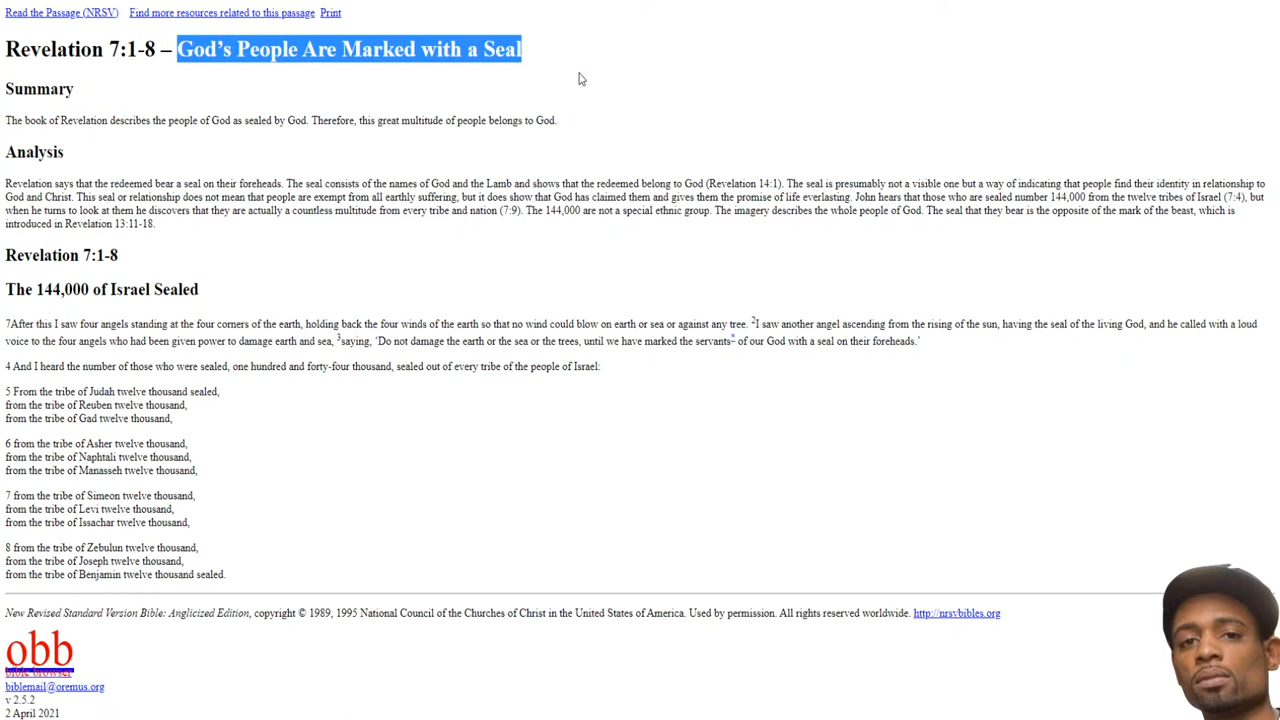 Read the Passage (NRSV) Find more resources related to this passage Print
Revelation 7:1-8 – God’s People Are Marked with a Seal
Summary
The book of Revelation describes the people of God as sealed by God. Therefore, this great multitude of people belongs to God.
Analysis
Revelation says that the redeemed bear a seal on their foreheads. The seal consists of the names of God and the Lamb and shows that the redeemed belong to God (Revelation 14:1). The seal is presumably not a visible one but a way of indicating that people find their identity in relationship to
God and Christ. This seal or relationship does not mean that people are exempt from all earthly suffering, but it does show that God has claimed them and gives them the promise of life everlasting. John hears that those who are sealed number 144,000 from the twelve tribes of Israel (7:4), but
when he turns to look at them he discovers that they are actually a countless multitude from every tribe and nation (7:9). The 144,000 are not a special ethnic group. The imagery describes the whole people of God. The seal that they bear is the opposite of the mark of the beast, which is
introduced in Revelation 13:11-18.
Revelation 7:1-8
The 144,000 of Israel Sealed
7After this I saw four angels standing at the four corners of the earth, holding back the four winds of the earth so that no wind could blow on earth or sea or against any tree. 2I saw another angel ascending from the rising of the sun, having the seal of the living God, and he called with a loud
voice to the four angels who had been given power to damage earth and sea, 3saying, ‘Do not damage the earth or the sea or the trees, until we have marked the servants* of our God with a seal on their foreheads.’
4 And I heard the number of those who were sealed, one hundred and forty-four thousand, sealed out of every tribe of the people of Israel:
5 From the tribe of Judah twelve thousand sealed,
from the tribe of Reuben twelve thousand,
from the tribe of Gad twelve thousand,
6 from the tribe of Asher twelve thousand,
from the tribe of Naphtali twelve thousand,
from the tribe of Manasseh twelve thousand,
7 from the tribe of Simeon twelve thousand,
from the tribe of Levi twelve thousand,
from the tribe of Issachar twelve thousand,
8 from the tribe of Zebulun twelve thousand,
from the tribe of Joseph twelve thousand,
from the tribe of Benjamin twelve thousand sealed.
New Revised Standard Version Bible: Anglicized Edition, copyright © 1989, 1995 National Council of the Churches of Christ in the United States of America. Used by permission. All rights reserved worldwide. http://nrsvbibles.org
obb
bible browser
biblemail@oremus.org
v 2.5.2
2 April 2021